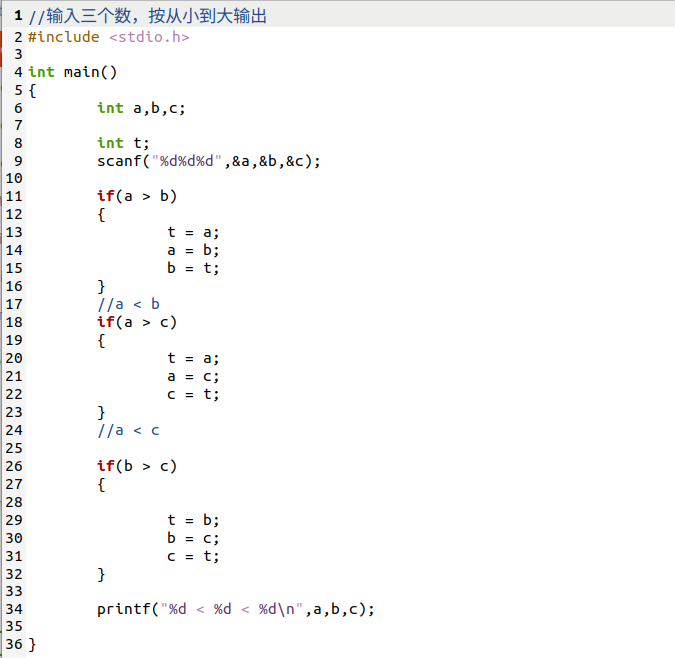 1 //输入三个数，按从小到大输出
2 #include <stdio.h>
3
4 int main()
5 {
6 int a,b,c;
7
8 int t;
9 scanf("%d%d%d",&a,&b,&c);
10
11 if(a > b)
12 {
13 t = a;
14 a = b;
15 b = t;
16 }
17 //a < b
18 if(a > c)
19 {
20 t = a;
21 a = c;
22 c = t;
23 }
24 //a < c
25
26 if(b > c)
27 {
28
29 t = b;
30 b = c;
31 c = t;
32 }
33
34 printf("%d < %d < %d\n",a,b,c);
35
36 }